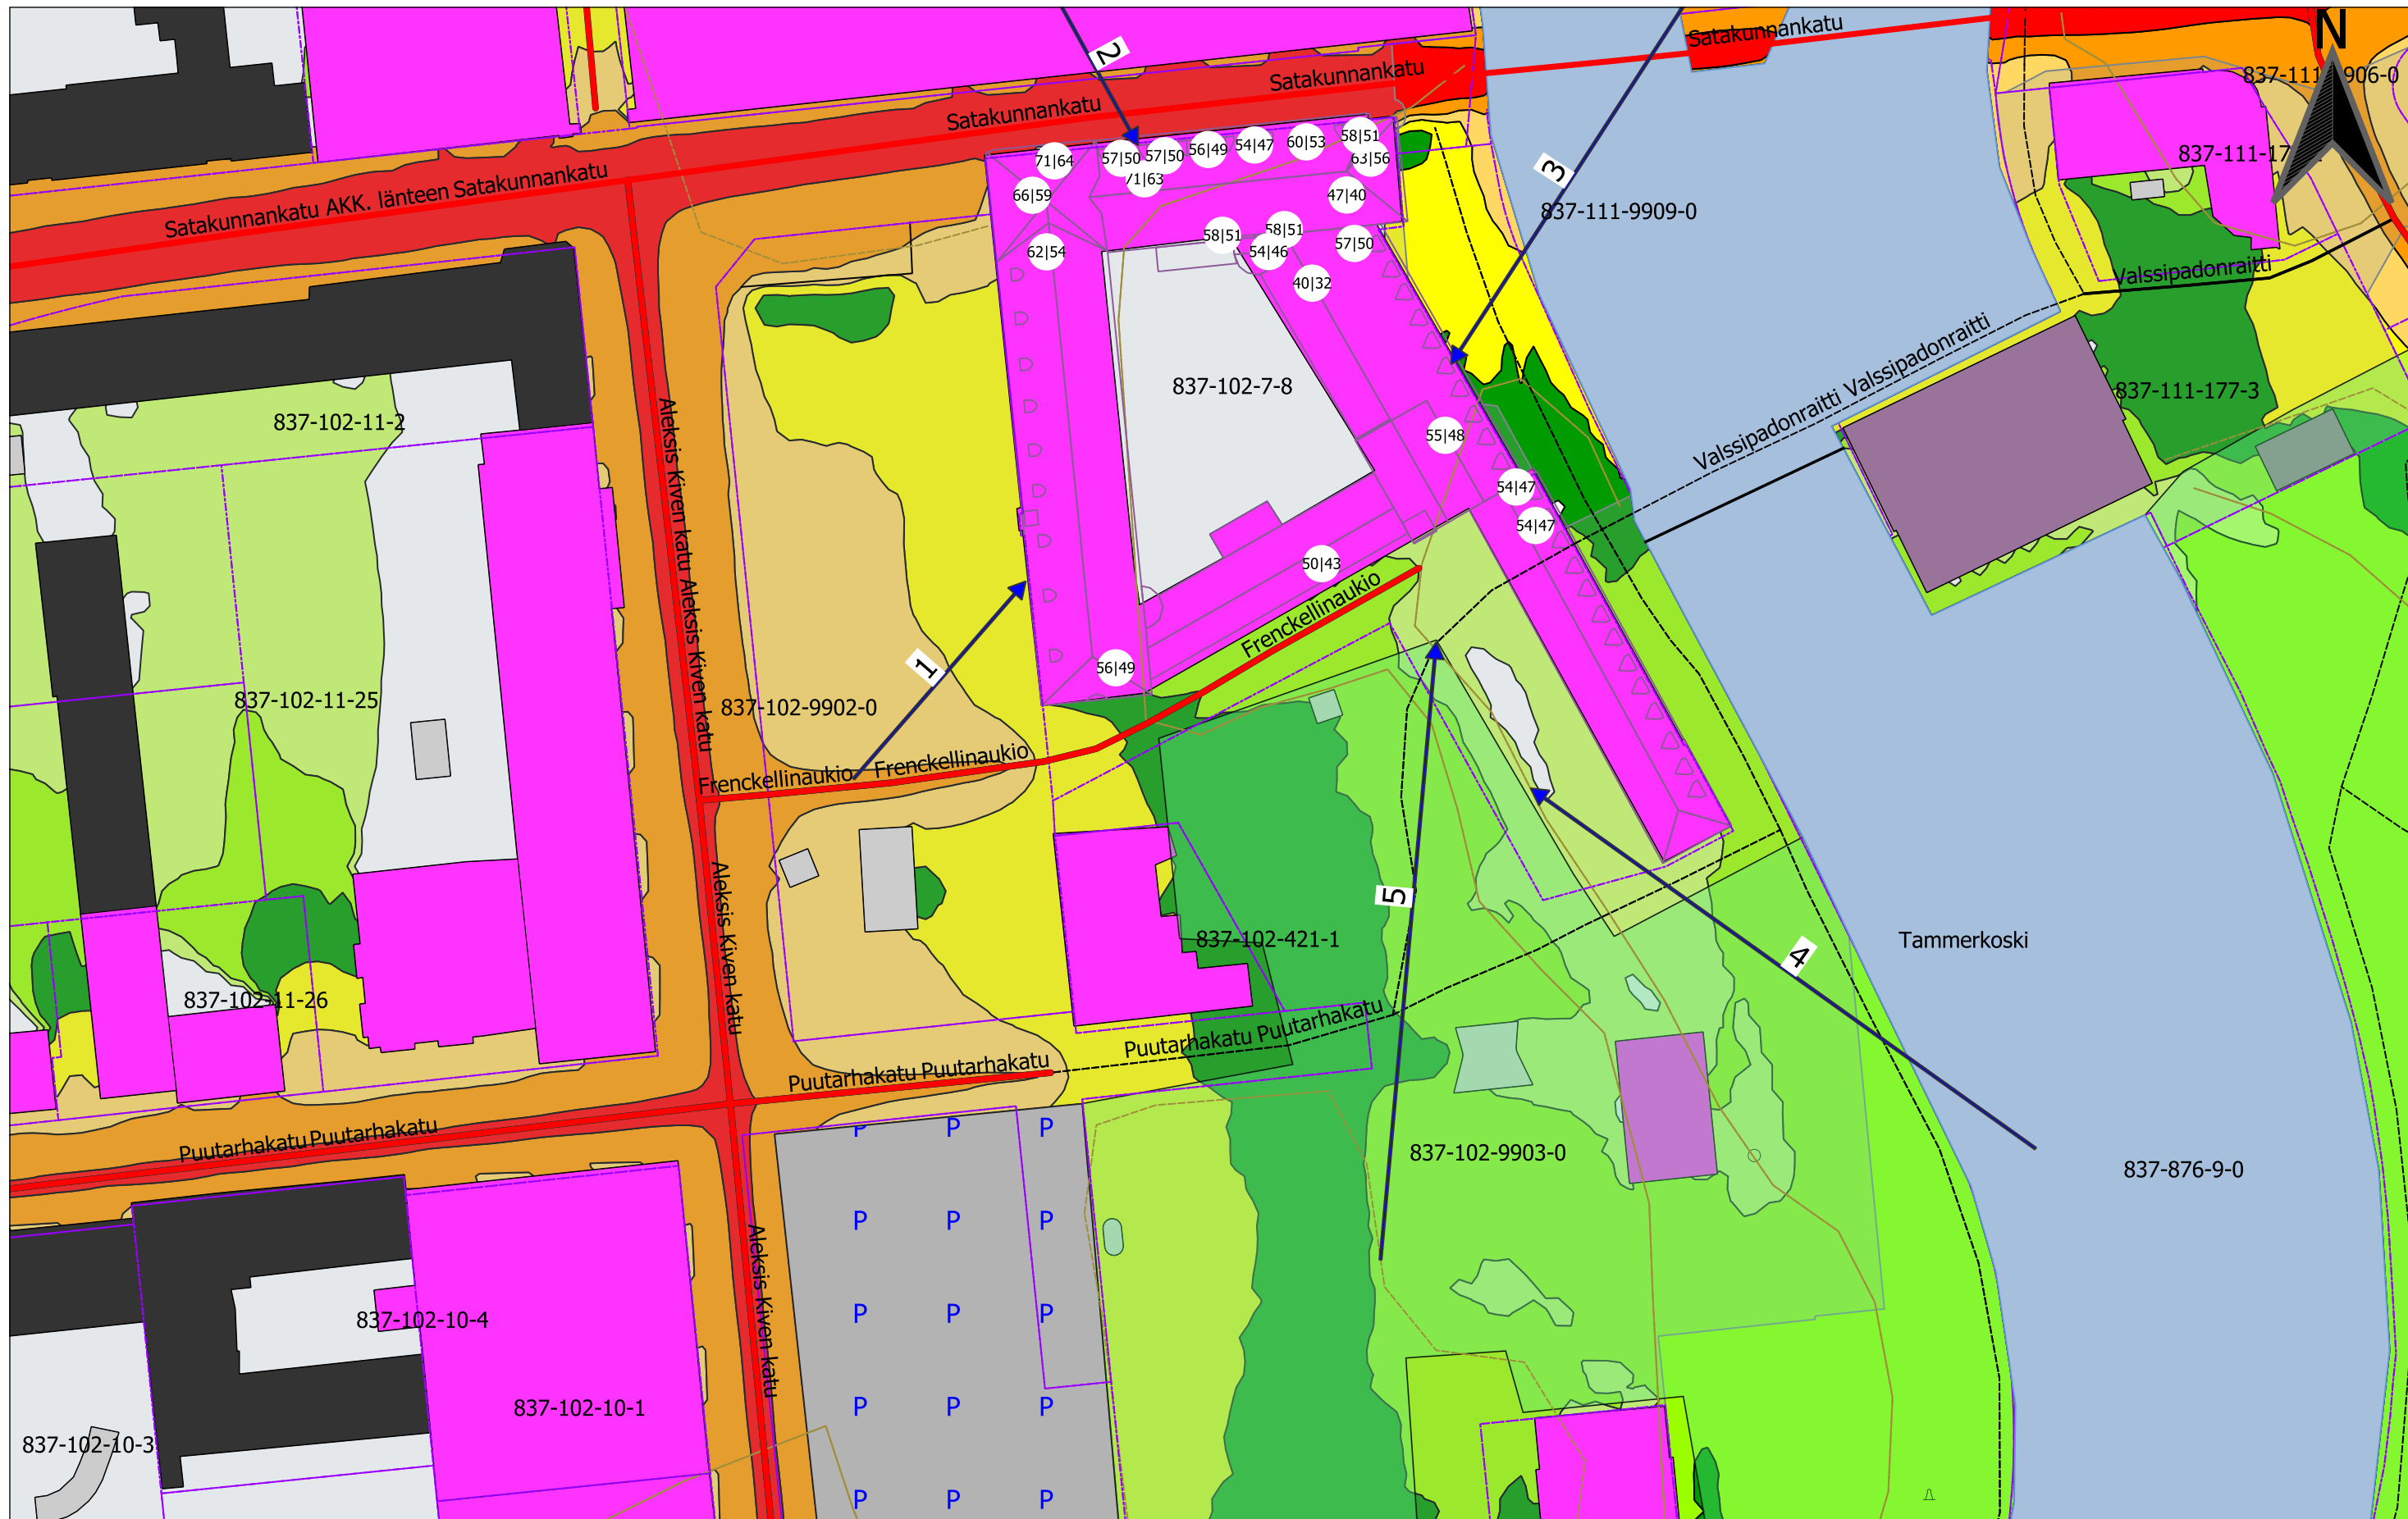 N
Satakunnankatu
Satakunnankatu
Satakunnankatu
Satakunnankatu AKK. länteen Satakunnankatu
2
3
837-111-9909-0
837-111-17
Valssipadonraitti
Valssipadonraitti Valssipadonraitti
837-111-177-3
71|64
57|50
57|50
56|49
54|47
60|53
58|51
63|56
71|63
66|59
47|40
62|54
58|51
58|51
54|46
57|50
40|32
837-102-7-8
55|48
54|47
54|47
50|43
56|49
837-102-11-2
Aleksis Kiven katu Aleksis Kiven katu
837-102-11-25
837-102-9902-0
1
Frenckellinaukio
Frenckellinaukio Frenckellinaukio
5
4
Tammerkoski
837-102-421-1
837-102-11-26
Aleksis Kiven katu
Puutarhakatu Puutarhakatu
Puutarhakatu Puutarhakatu
Puutarhakatu Puutarhakatu
837-102-9903-0
837-876-9-0
P P P
P P P
P P P
P P P
P P P
Aleksis Kiven katu
837-102-10-4
837-102-10-1
837-102-10-3